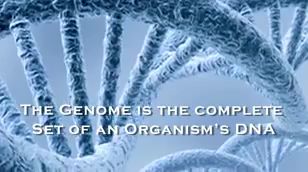 The Genome is the complete
Set of an Organism's DNA